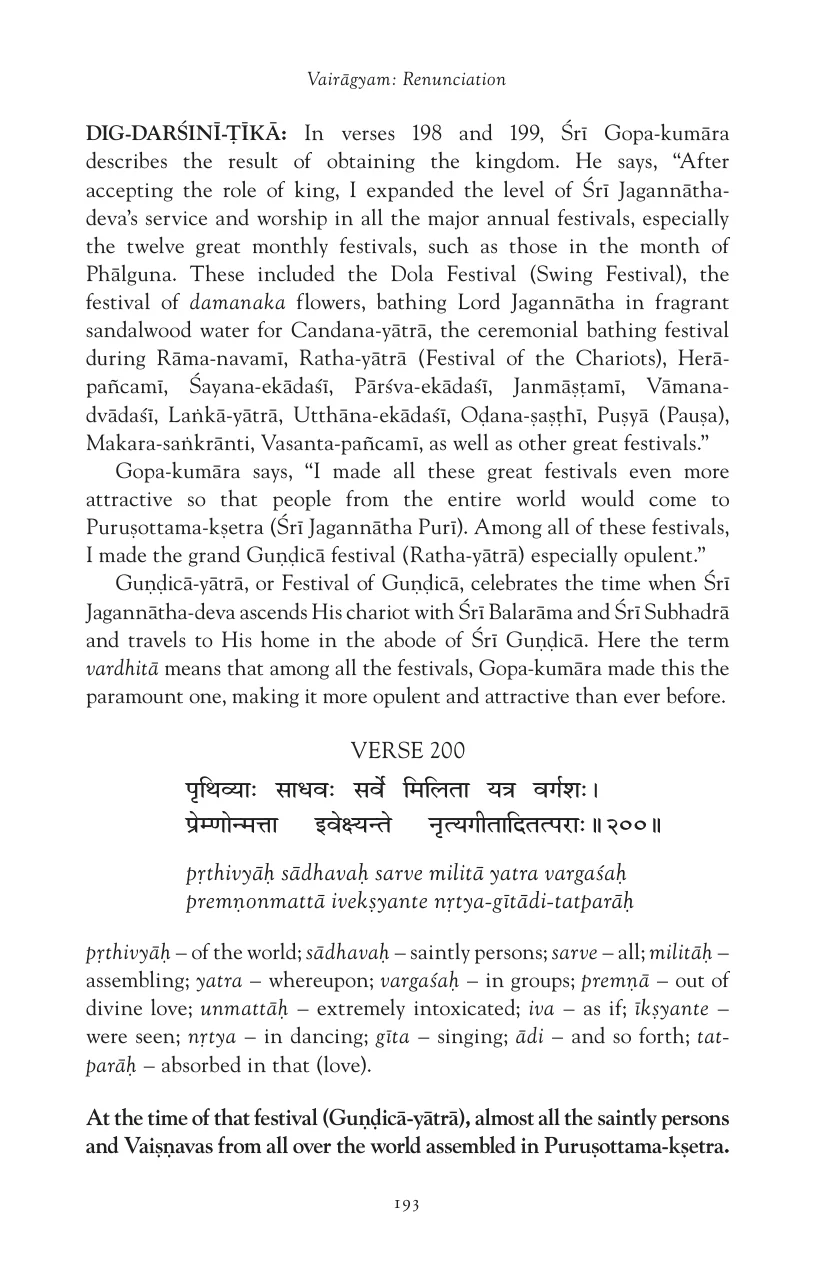 Vairāgyam: Renunciation
DIG-DARŚINĪ-ṬĪKĀ: In verses 198 and 199, Śrī Gopa-kumāra
describes the result of obtaining the kingdom. He says, “After
accepting the role of king, I expanded the level of Śrī Jagannātha-
deva’s service and worship in all the major annual festivals, especially
the twelve great monthly festivals, such as those in the month of
Phālguna. These included the Dola Festival (Swing Festival), the
festival of damanaka flowers, bathing Lord Jagannātha in fragrant
sandalwood water for Candana-yātrā, the ceremonial bathing festival
during Rāma-navamī, Ratha-yātrā (Festival of the Chariots), Herā-
pañcamī, Śayana-ekādaśī, Pārśva-ekādaśī, Janmāṣṭamī, Vāmana-
dvādaśī, Laṅkā-yātrā, Utthāna-ekādaśī, Oḍana-ṣaṣṭhī, Puṣyā (Pauṣa),
Makara-saṅkrānti, Vasanta-pañcamī, as well as other great festivals.”
Gopa-kumāra says, “I made all these great festivals even more
attractive so that people from the entire world would come to
Puruṣottama-kṣetra (Śrī Jagannātha Purī). Among all of these festivals,
I made the grand Guṇḍicā festival (Ratha-yātrā) especially opulent.”
Guṇḍicā-yātrā, or Festival of Guṇḍicā, celebrates the time when Śrī
Jagannātha-deva ascends His chariot with Śrī Balarāma and Śrī Subhadrā
and travels to His home in the abode of Śrī Guṇḍicā. Here the term
vardhitā means that among all the festivals, Gopa-kumāra made this the
paramount one, making it more opulent and attractive than ever before.
VERSE 200
पृथिव्याः साधवः सर्वे मिलिता यत्र वर्गशः।
प्रेम्णोन्मत्ता इवेक्ष्यन्ते नृत्यगीतादितत्पराः॥२००॥
pṛthivyāḥ sādhavaḥ sarve militā yatra vargaśaḥ
premṇonmattā ivekṣyante nṛtya-gītādi-tatparāḥ
pṛthivyāḥ – of the world; sādhavaḥ – saintly persons; sarve – all; militāḥ –
assembling; yatra – whereupon; vargaśaḥ – in groups; premṇā – out of
divine love; unmattāḥ – extremely intoxicated; iva – as if; īkṣyante –
were seen; nṛtya – in dancing; gīta – singing; ādi – and so forth; tat-
parāḥ – absorbed in that (love).
At the time of that festival (Guṇḍicā-yātrā), almost all the saintly persons
and Vaiṣṇavas from all over the world assembled in Puruṣottama-kṣetra.
193